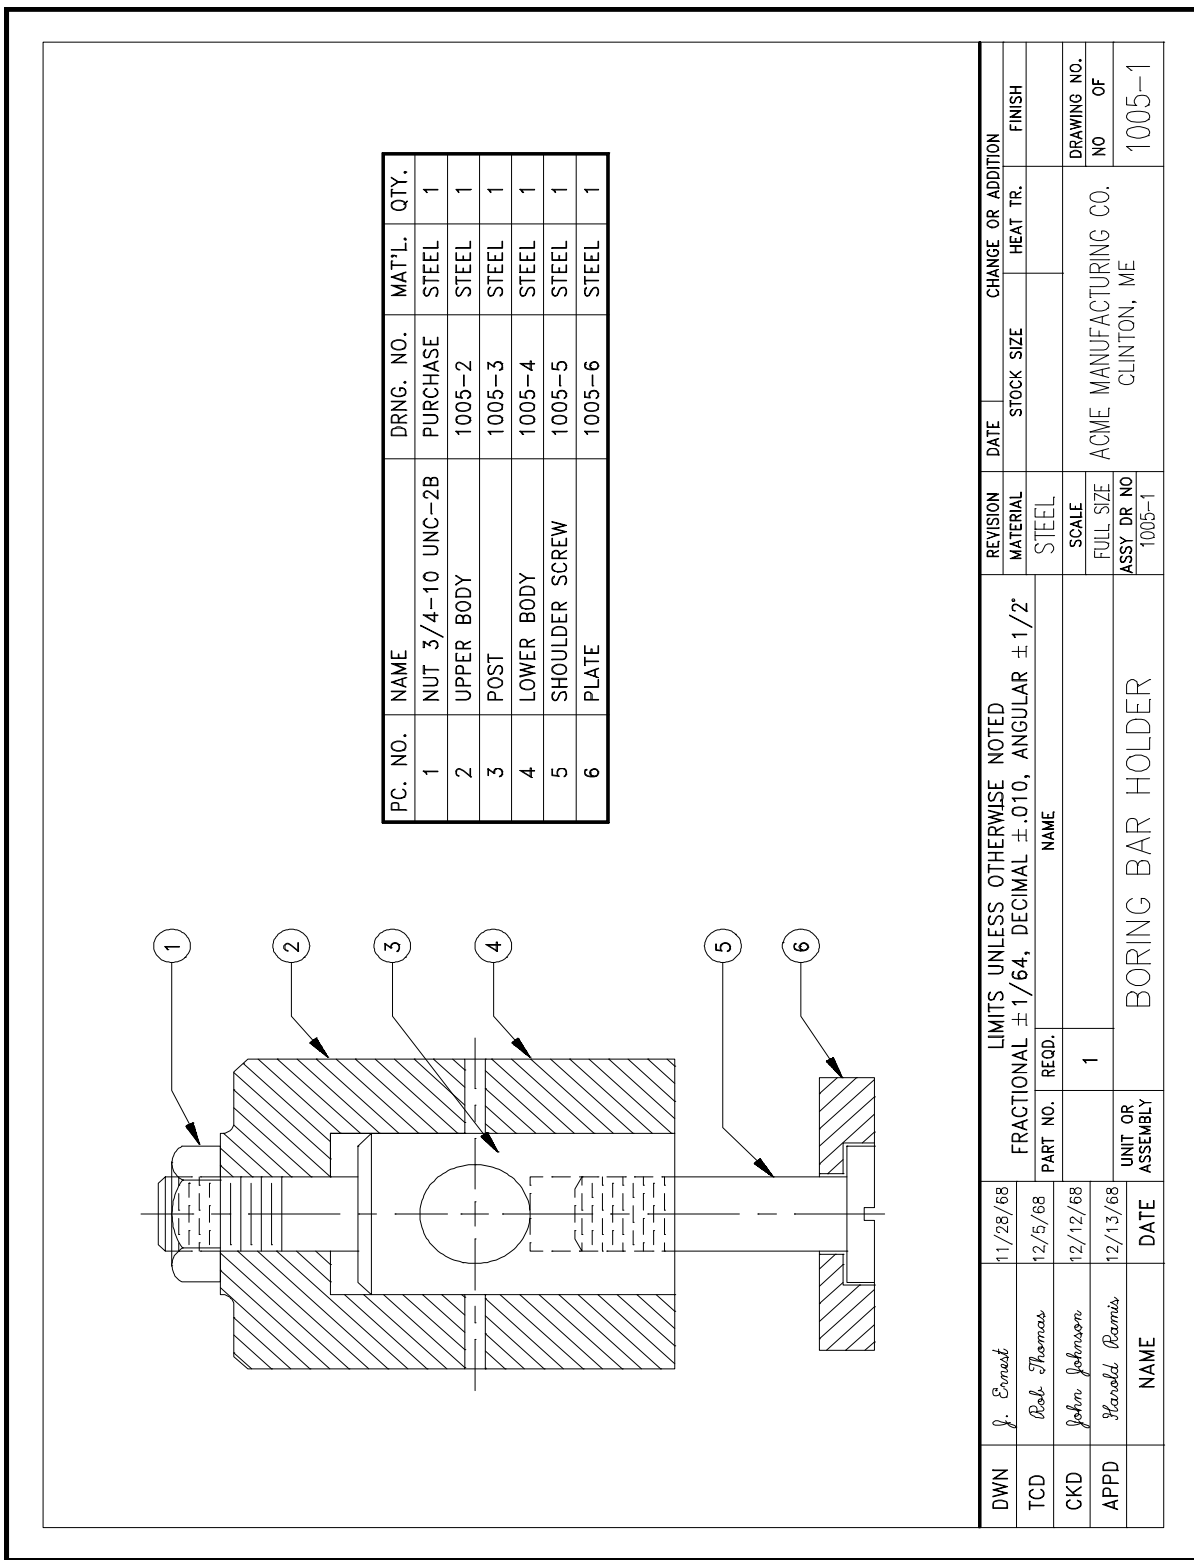 1
2
3
4
5
6
PC. NO. NAME DRNG. NO. MAT'L. QTY.
1 NUT 3/4-10 UNC-2B PURCHASE STEEL 1
2 UPPER BODY 1005-2 STEEL 1
3 POST 1005-3 STEEL 1
4 LOWER BODY 1005-4 STEEL 1
5 SHOULDER SCREW 1005-5 STEEL 1
6 PLATE 1005-6 STEEL 1
DWN J. Ernest 11/28/68
TCD Rob Thomas 12/5/68
CKD John Johnson 12/12/68
APPD Harold Ramis 12/13/68
NAME DATE
LIMITS UNLESS OTHERWISE NOTED
FRACTIONAL ±1/64, DECIMAL ±.010, ANGULAR ±1/2°
PART NO. REQD. NAME
1
UNIT OR
ASSEMBLY
BORING BAR HOLDER
REVISION DATE CHANGE OR ADDITION
MATERIAL STOCK SIZE HEAT TR. FINISH
STEEL
SCALE
FULL SIZE
ASSY DR NO
1005-1
ACME MANUFACTURING CO.
CLINTON, ME
DRAWING NO.
NO OF
1005-1